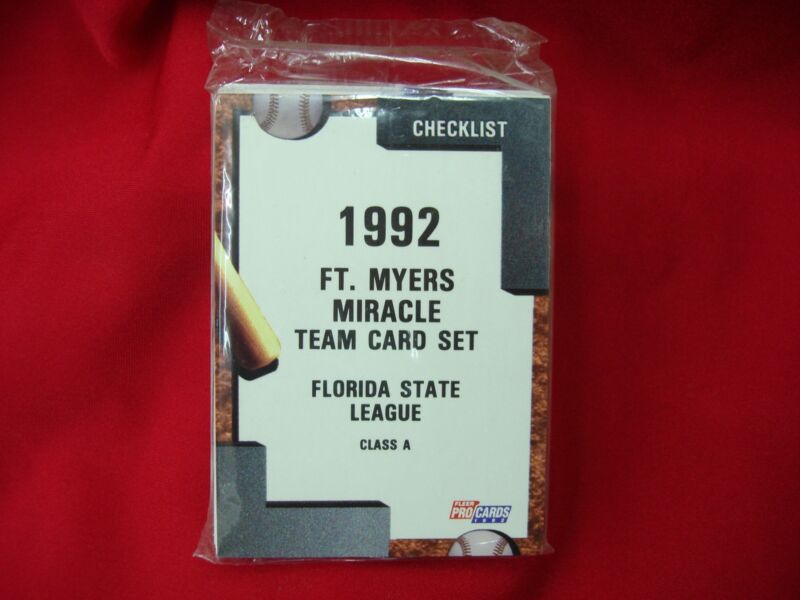 CHECKLIST
1992
FT. MYERS
MIRACLE
TEAM CARD SET
FLORIDA STATE
LEAGUE
CLASS A
FLEER
PRO CARDS
1992